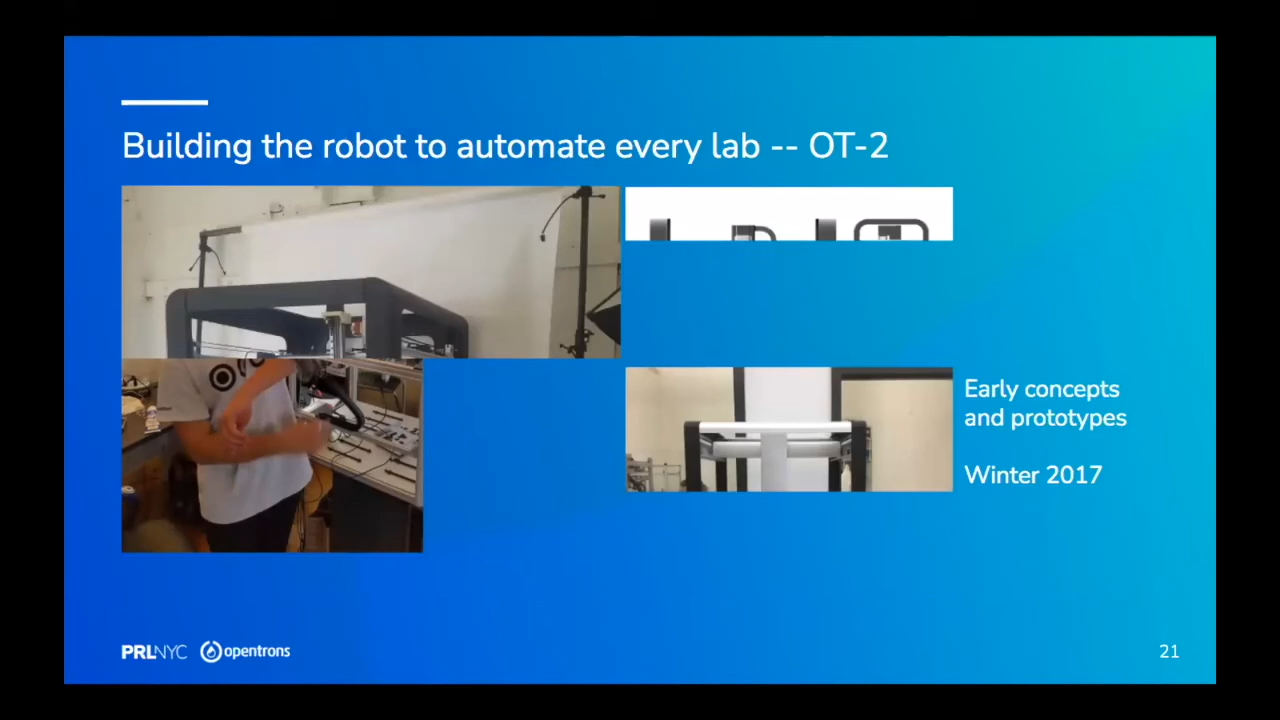 Building the robot to automate every lab -- OT-2
Early concepts
and prototypes
Winter 2017
PRLNYC
opentrons
21